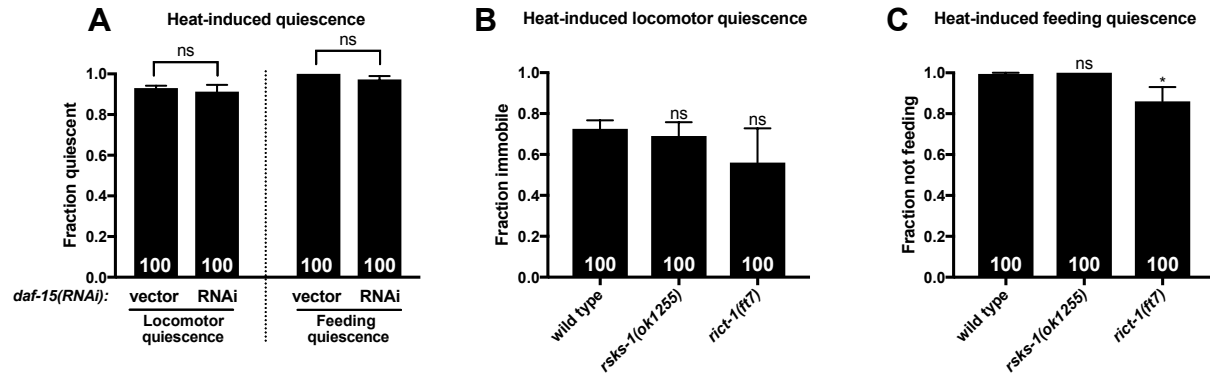 A
Heat-induced quiescence
ns
ns
Fraction quiescent
1.0
0.8
0.6
0.4
0.2
0.0
100
100
100
100
daf-15(RNAi):
vector
RNAi
vector
RNAi
Locomotor
quiescence
Feeding
quiescence
B
Heat-induced locomotor quiescence
Fraction immobile
1.0
0.8
0.6
0.4
0.2
0.0
ns
ns
100
100
100
wild type
rsks-1(ok1255)
rict-1(ft7)
C
Heat-induced feeding quiescence
Fraction not feeding
1.0
0.8
0.6
0.4
0.2
0.0
ns
*
100
100
100
wild type
rsks-1(ok1255)
rict-1(ft7)